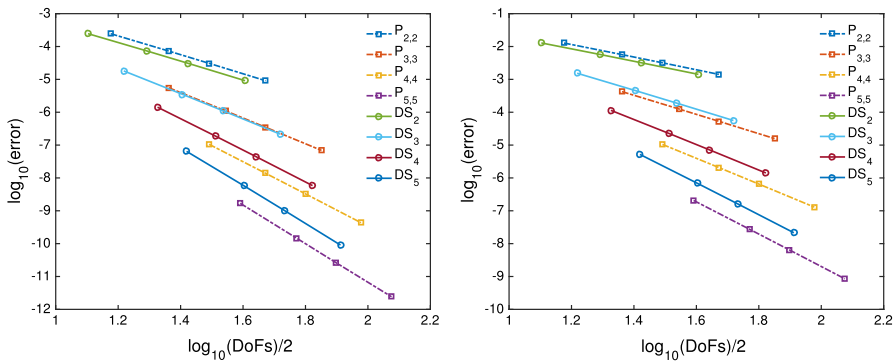 -3
-4
-5
-6
-7
-8
-9
-10
-11
-12
log10(error)
1
1.2
1.4
1.6
1.8
2
2.2
log10(DoFs)/2
P2,2
P3,3
P4,4
P5,5
DS2
DS3
DS4
DS5
-1
-2
-3
-4
-5
-6
-7
-8
-9
-10
log10(error)
1
1.2
1.4
1.6
1.8
2
2.2
log10(DoFs)/2
P2,2
P3,3
P4,4
P5,5
DS2
DS3
DS4
DS5